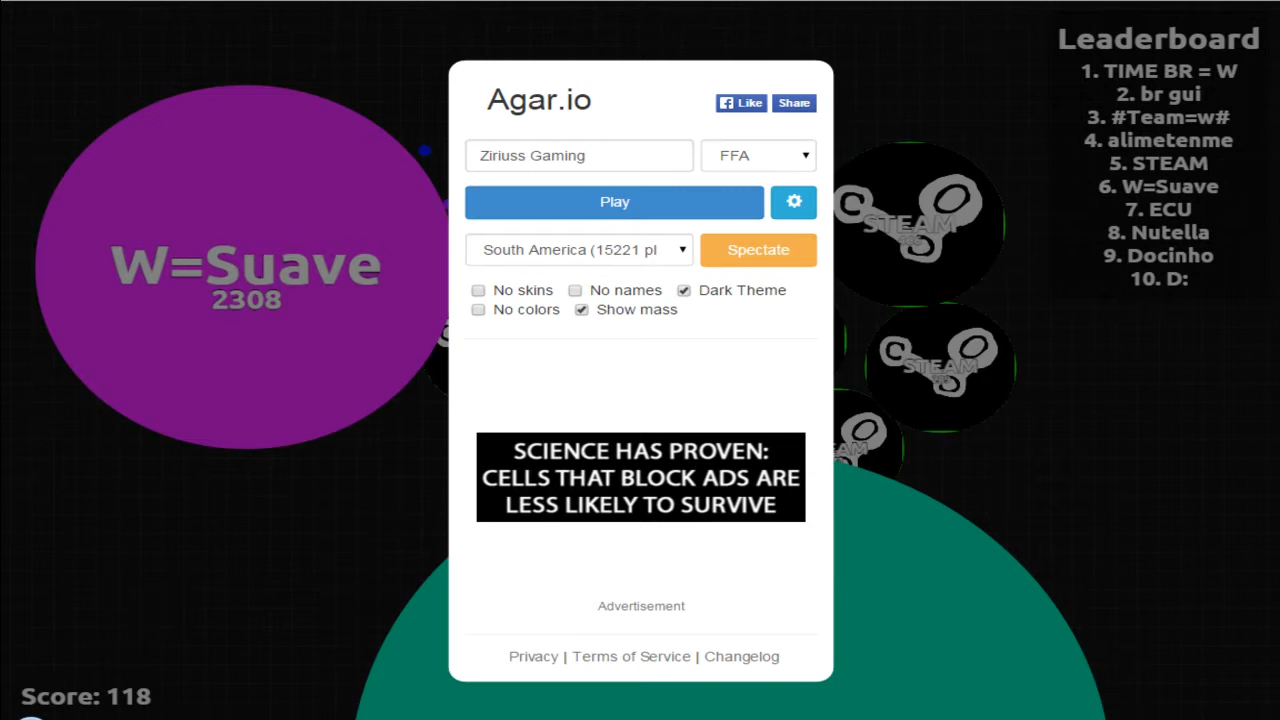 Leaderboard
1. TIME BR = W
2. br gui
3. #Team=w#
4. alimetenme
5. STEAM
6. W=Suave
7. ECU
8. Nutella
9. Docinho
10. D:
Agar.io
Like
Share
Ziriuss Gaming
FFA
Play
South America (15221 pl
Spectate
No skins
No names
Dark Theme
No colors
Show mass
SCIENCE HAS PROVEN:
CELLS THAT BLOCK ADS ARE
LESS LIKELY TO SURVIVE
Advertisement
Privacy | Terms of Service | Changelog
W=Suave
2308
STEAM
STEAM
Score: 118